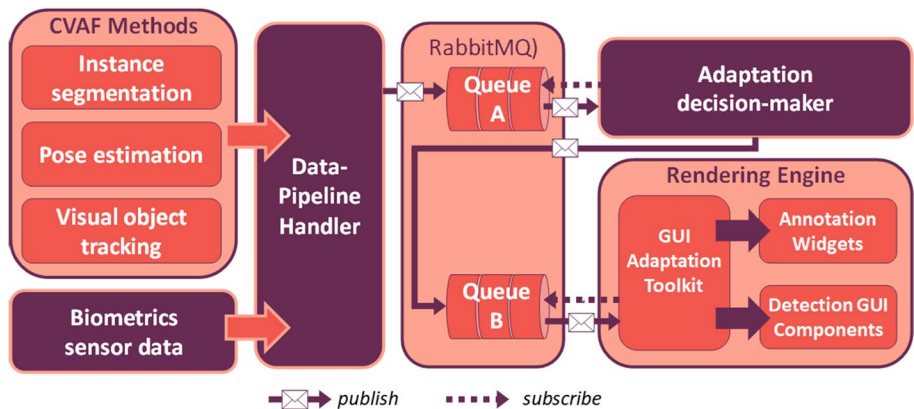 CVAF Methods
Instance
segmentation
Pose estimation
Visual object
tracking
Biometrics
sensor data
Data-
Pipeline
Handler
RabbitMQ)
Queue
A
Queue
B
Adaptation
decision-maker
Rendering Engine
GUI
Adaptation
Toolkit
Annotation
Widgets
Detection GUI
Components
publish
subscribe